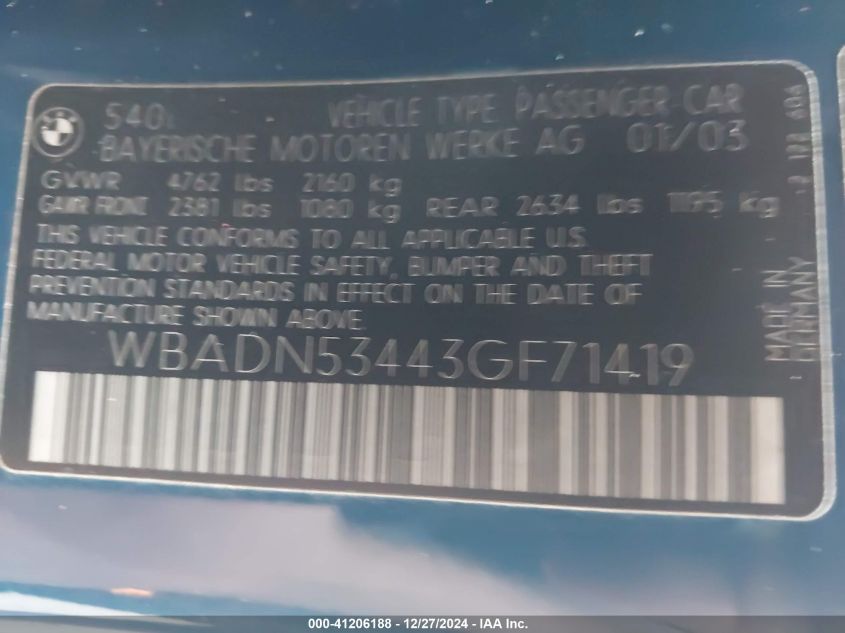 540i VEHICLE TYPE PASSENGER CAR
BAYERISCHE MOTOREN WERKE AG 01/03
GVWR 4762 lbs 2160 kg
GAWR FRONT 2381 lbs 1080 kg REAR 2634 lbs 1195 kg
THIS VEHICLE CONFORMS TO ALL APPLICABLE U.S.
FEDERAL MOTOR VEHICLE SAFETY, BUMPER AND THEFT
PREVENTION STANDARDS IN EFFECT ON THE DATE OF
MANUFACTURE SHOWN ABOVE.
WBADN53443GF71419
MADE IN
GERMANY
BMW
000-41206188 - 12/27/2024 - IAA Inc.